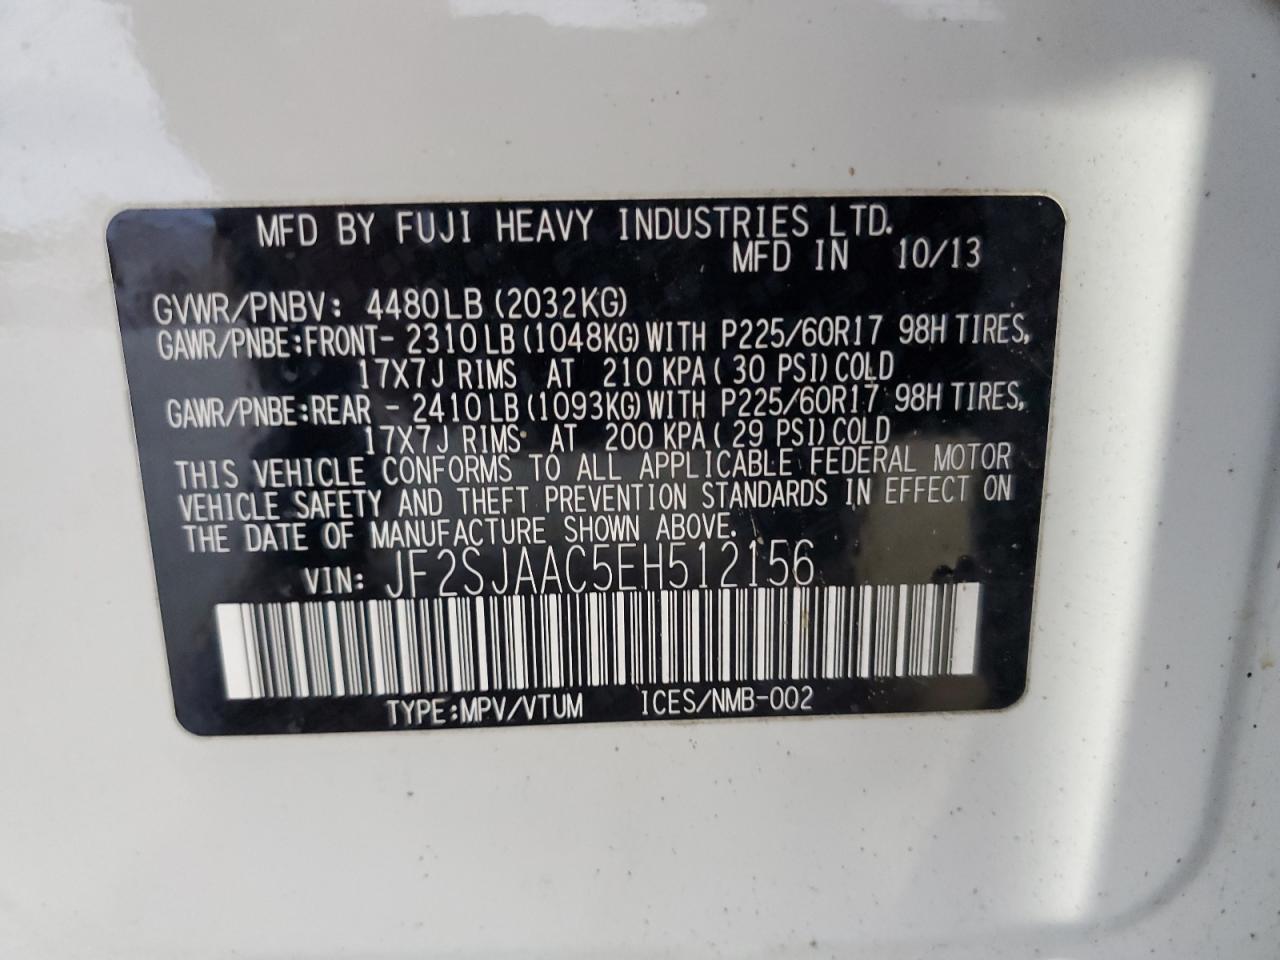 MFD BY FUJI HEAVY INDUSTRIES LTD.
MFD IN 10/13
GVWR/PNBV: 4480LB (2032KG)
GAWR/PNBE:FRONT- 2310LB (1048KG) WITH P225/60R17 98H TIRES,
17X7J RIMS AT 210 KPA( 30 PSI)COLD
GAWR/PNBE:REAR - 2410LB (1093KG) WITH P225/60R17 98H TIRES,
17X7J RIMS AT 200 KPA( 29 PSI)COLD
THIS VEHICLE CONFORMS TO ALL APPLICABLE FEDERAL MOTOR
VEHICLE SAFETY AND THEFT PREVENTION STANDARDS IN EFFECT ON
THE DATE OF MANUFACTURE SHOWN ABOVE.
VIN: JF2SJAAC5EH512156
TYPE:MPV/VTUM ICES/NMB-002